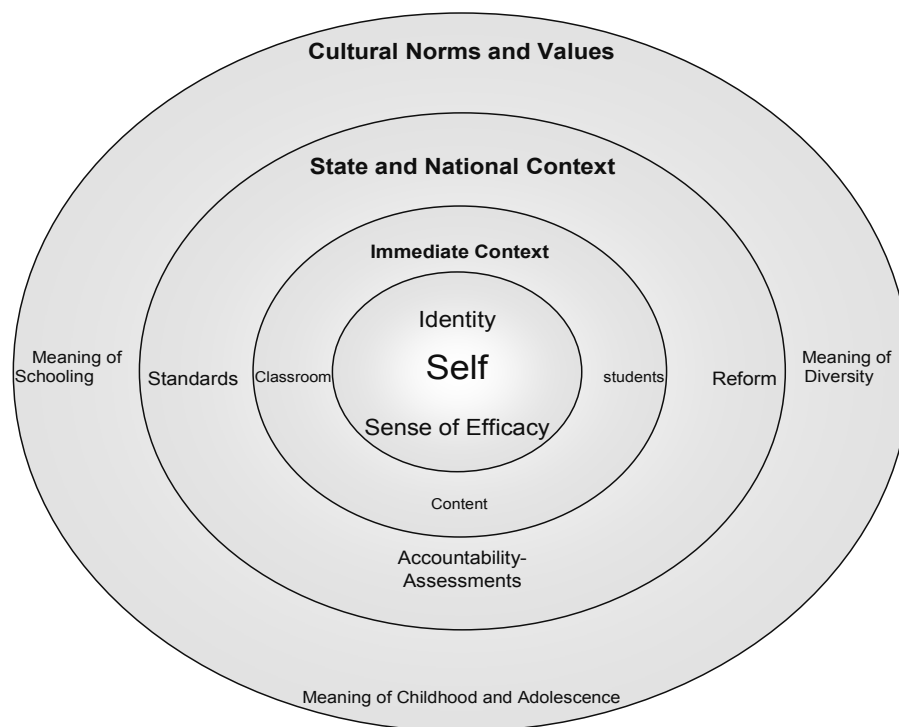 Cultural Norms and Values
State and National Context
Immediate Context
Identity
Self
Sense of Efficacy
Meaning of
Schooling
Standards
Classroom
students
Reform
Meaning of
Diversity
Content
Accountability-
Assessments
Meaning of Childhood and Adolescence